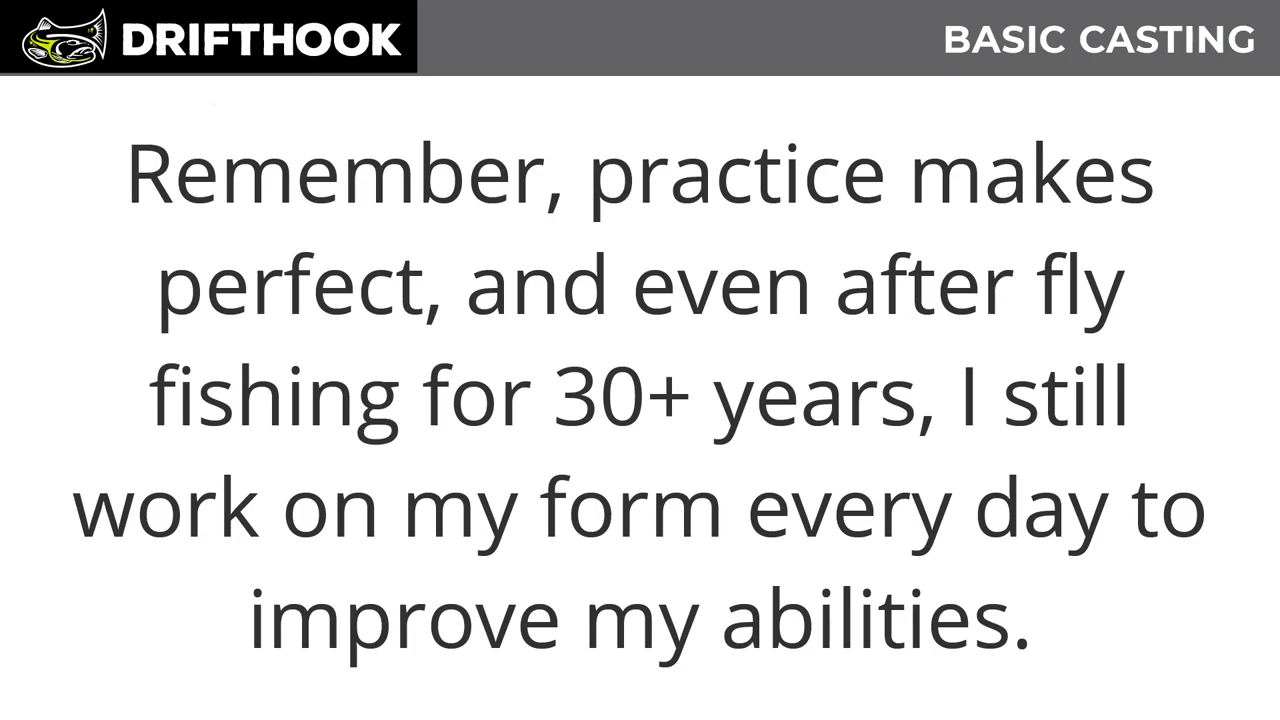 DRIFTHOOK
BASIC CASTING
Remember, practice makes
perfect, and even after fly
fishing for 30+ years, I still
work on my form every day to
improve my abilities.